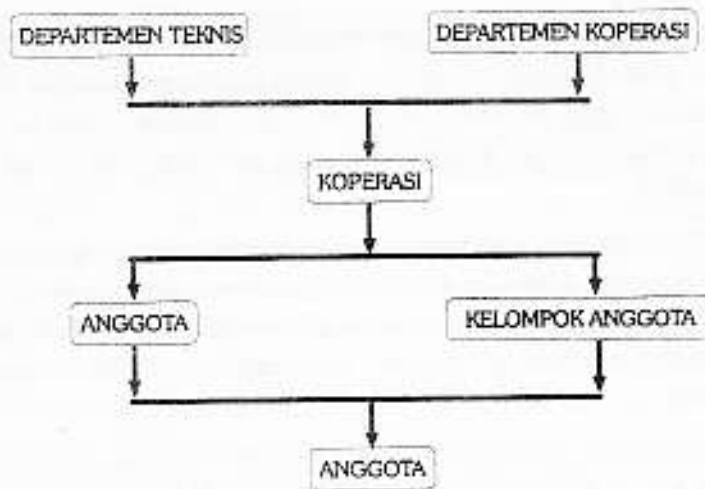 DEPARTEMEN TEKNIS
DEPARTEMEN KOPERASI
KOPERASI
ANGGOTA
KELOMPOK ANGGOTA
ANGGOTA